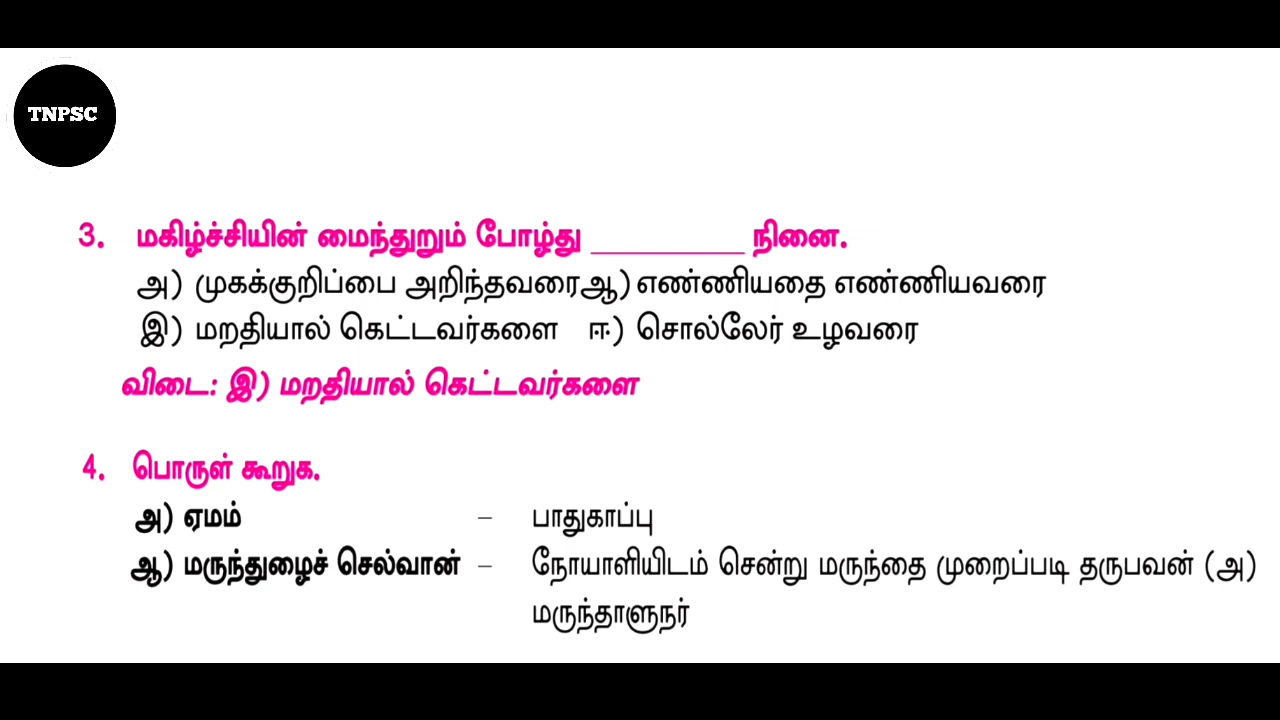 TNPSC
3. மகிழ்ச்சியின் மைந்துறும் போழ்து __________ நினை.
அ) முகக்குறிப்பை அறிந்தவரை ஆ) எண்ணியதை எண்ணியவரை
இ) மறதியால் கெட்டவர்களை ஈ) சொல்லேர் உழவரை
விடை: இ) மறதியால் கெட்டவர்களை
4. பொருள் கூறுக.
அ) ஏமம் – பாதுகாப்பு
ஆ) மருந்துழைச் செல்வான் – நோயாளியிடம் சென்று மருந்தை முறைப்படி தருபவன் (அ)
மருந்தாளுநர்